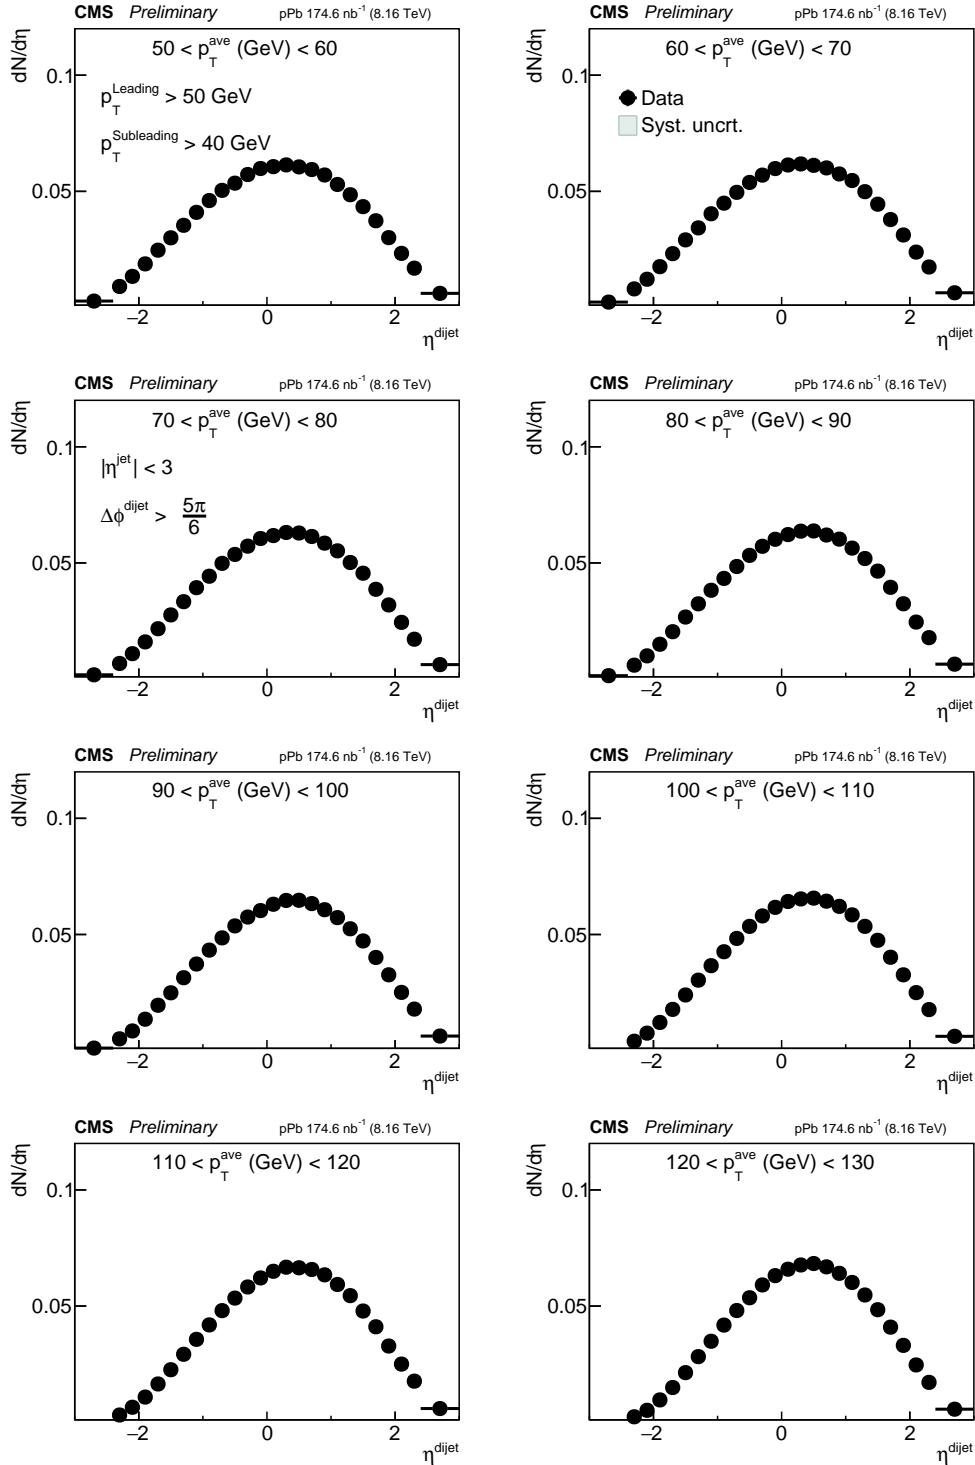 CMS Preliminary pPb 174.6 nb⁻¹ (8.16 TeV)
dN/dη
50 < p_T^ave (GeV) < 60
0.1
p_T^Leading > 50 GeV
p_T^Subleading > 40 GeV
0.05
−2 0 2
η^dijet
CMS Preliminary pPb 174.6 nb⁻¹ (8.16 TeV)
dN/dη
60 < p_T^ave (GeV) < 70
0.1
Data
Syst. uncrt.
0.05
−2 0 2
η^dijet
CMS Preliminary pPb 174.6 nb⁻¹ (8.16 TeV)
dN/dη
70 < p_T^ave (GeV) < 80
0.1
|η^jet| < 3
Δϕ^dijet > 5π/6
0.05
−2 0 2
η^dijet
CMS Preliminary pPb 174.6 nb⁻¹ (8.16 TeV)
dN/dη
80 < p_T^ave (GeV) < 90
0.1
0.05
−2 0 2
η^dijet
CMS Preliminary pPb 174.6 nb⁻¹ (8.16 TeV)
dN/dη
90 < p_T^ave (GeV) < 100
0.1
0.05
−2 0 2
η^dijet
CMS Preliminary pPb 174.6 nb⁻¹ (8.16 TeV)
dN/dη
100 < p_T^ave (GeV) < 110
0.1
0.05
−2 0 2
η^dijet
CMS Preliminary pPb 174.6 nb⁻¹ (8.16 TeV)
dN/dη
110 < p_T^ave (GeV) < 120
0.1
0.05
−2 0 2
η^dijet
CMS Preliminary pPb 174.6 nb⁻¹ (8.16 TeV)
dN/dη
120 < p_T^ave (GeV) < 130
0.1
0.05
−2 0 2
η^dijet